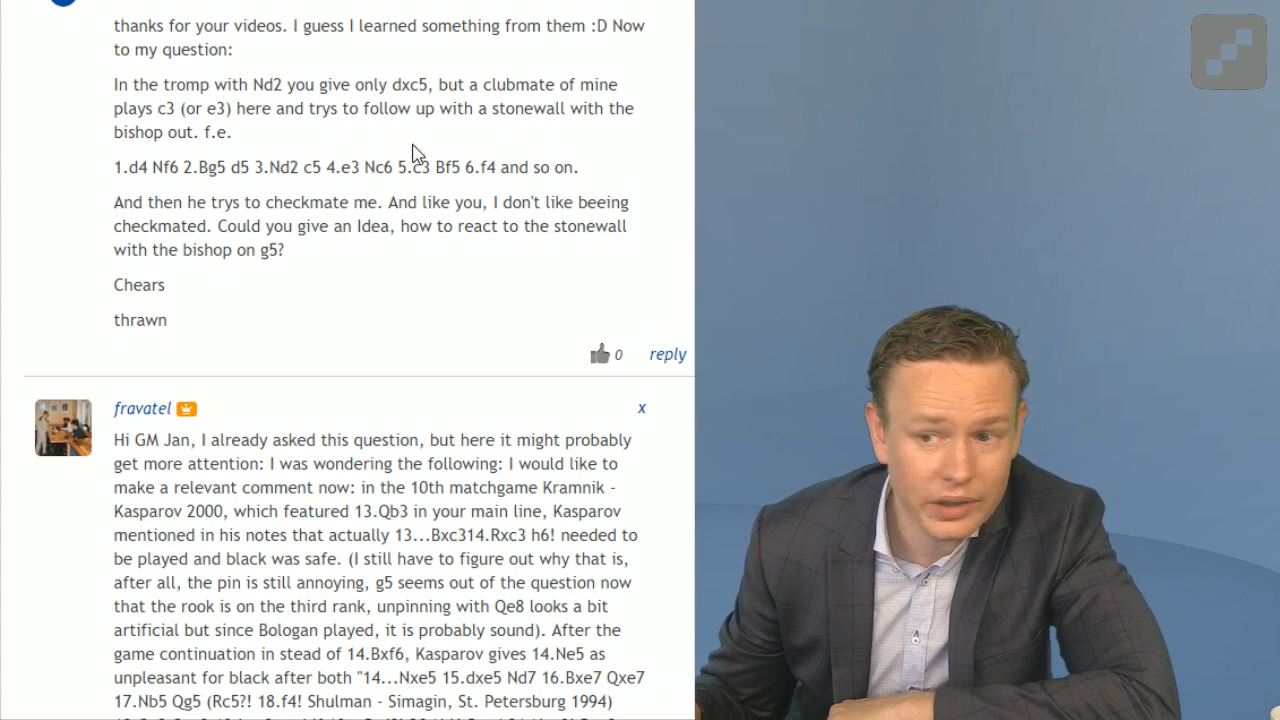 thanks for your videos. I guess I learned something from them :D Now
to my question:
In the tromp with Nd2 you give only dxc5, but a clubmate of mine
plays c3 (or e3) here and trys to follow up with a stonewall with the
bishop out. f.e.
1.d4 Nf6 2.Bg5 d5 3.Nd2 c5 4.e3 Nc6 5.c3 Bf5 6.f4 and so on.
And then he trys to checkmate me. And like you, I don't like beeing
checkmated. Could you give an Idea, how to react to the stonewall
with the bishop on g5?
Chears
thrawn
0 reply
fravatel x
Hi GM Jan, I already asked this question, but here it might probably
get more attention: I was wondering the following: I would like to
make a relevant comment now: in the 10th matchgame Kramnik -
Kasparov 2000, which featured 13.Qb3 in your main line, Kasparov
mentioned in his notes that actually 13...Bxc314.Rxc3 h6! needed to
be played and black was safe. (I still have to figure out why that is,
after all, the pin is still annoying, g5 seems out of the question now
that the rook is on the third rank, unpinning with Qe8 looks a bit
artificial but since Bologan played, it is probably sound). After the
game continuation in stead of 14.Bxf6, Kasparov gives 14.Ne5 as
unpleasant for black after both "14...Nxe5 15.dxe5 Nd7 16.Bxe7 Qxe7
17.Nb5 Qg5 (Rc5?! 18.f4! Shulman - Simagin, St. Petersburg 1994)